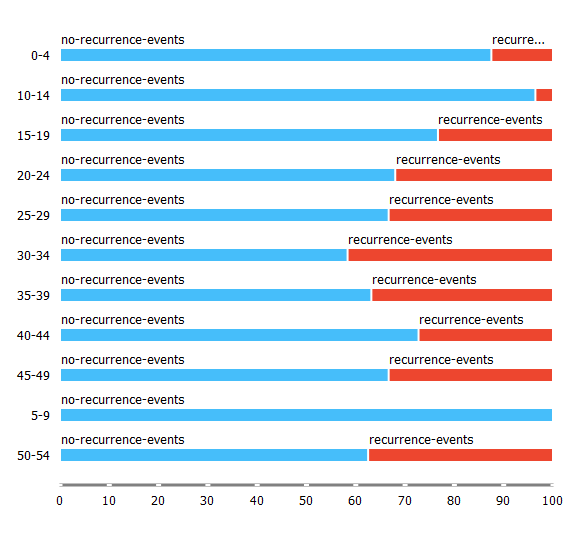 no-recurrence-events recurre...
0-4
no-recurrence-events
10-14
no-recurrence-events recurrence-events
15-19
no-recurrence-events recurrence-events
20-24
no-recurrence-events recurrence-events
25-29
no-recurrence-events recurrence-events
30-34
no-recurrence-events recurrence-events
35-39
no-recurrence-events recurrence-events
40-44
no-recurrence-events recurrence-events
45-49
no-recurrence-events
5-9
no-recurrence-events recurrence-events
50-54
0 10 20 30 40 50 60 70 80 90 100